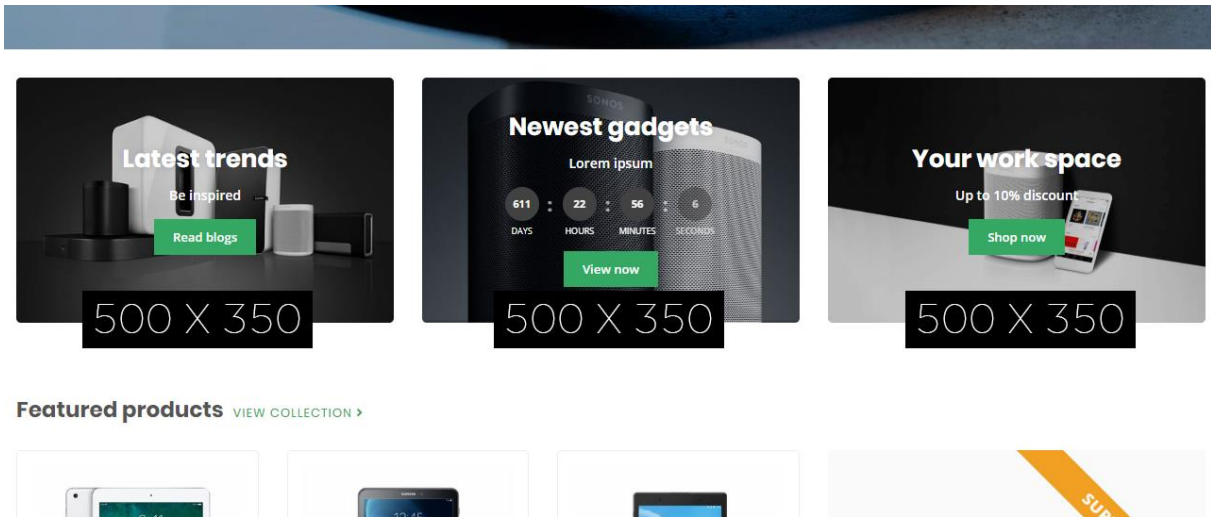 Latest trends
Be inspired
Read blogs
500 X 350
SONOS
Newest gadgets
Lorem ipsum
611 : 22 : 56 : 6
DAYS HOURS MINUTES SECONDS
View now
500 X 350
Your work space
Up to 10% discount
Shop now
500 X 350
Featured products VIEW COLLECTION >